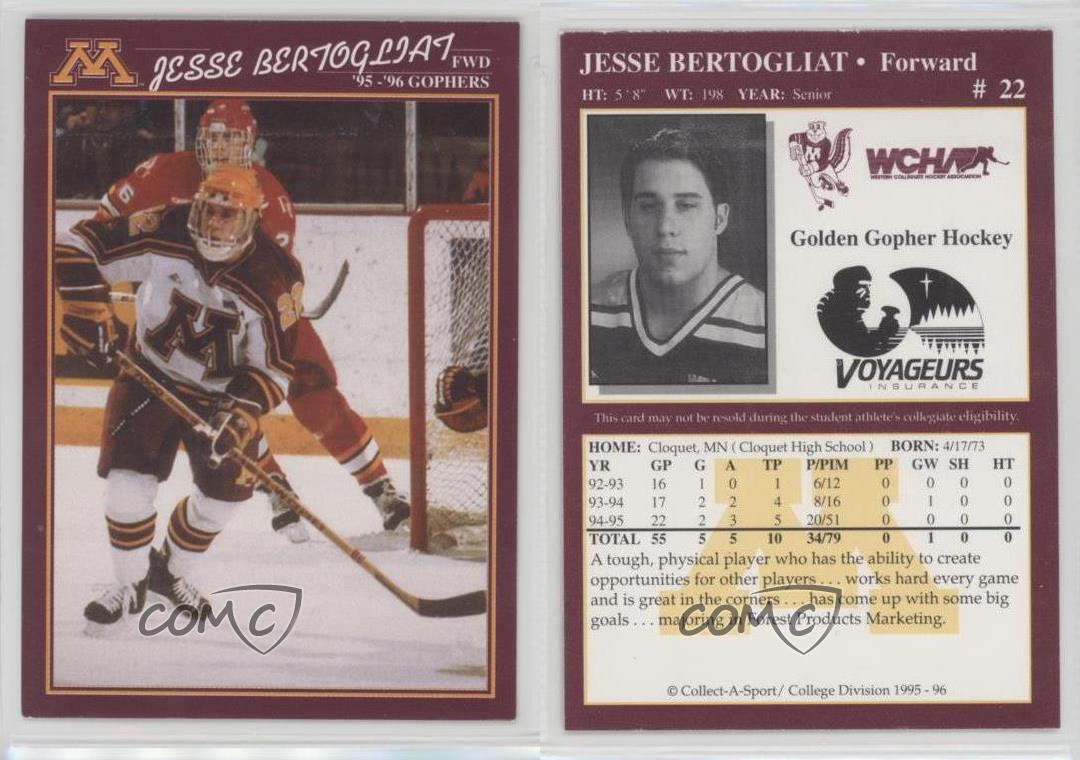 M JESSE BERTOGLIAT FWD
'95 - '96 GOPHERS
M
22
COMC
JESSE BERTOGLIAT • Forward
HT: 5'8" WT: 198 YEAR: Senior # 22
M
WCHA
WESTERN COLLEGIATE HOCKEY ASSOCIATION
Golden Gopher Hockey
VOYAGEURS
INSURANCE
This card may not be resold during the student athlete's collegiate eligibility.
HOME: Cloquet, MN ( Cloquet High School ) BORN: 4/17/73
YR GP G A TP P/PIM PP GW SH HT
92-93 16 1 0 1 6/12 0 0 0 0
93-94 17 2 2 4 8/16 0 1 0 0
94-95 22 2 3 5 20/51 0 0 0 0
TOTAL 55 5 5 10 34/79 0 1 0 0
A tough, physical player who has the ability to create
opportunities for other players . . . works hard every game
and is great in the corners . . . has come up with some big
goals . . . majoring in Forest Products Marketing.
COMC
© Collect-A-Sport/ College Division 1995 - 96